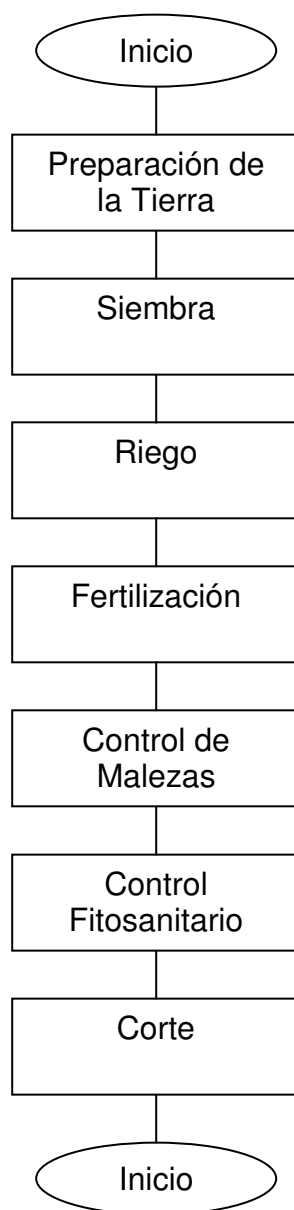 Inicio
Preparación de
la Tierra
Siembra
Riego
Fertilización
Control de
Malezas
Control
Fitosanitario
Corte
Inicio